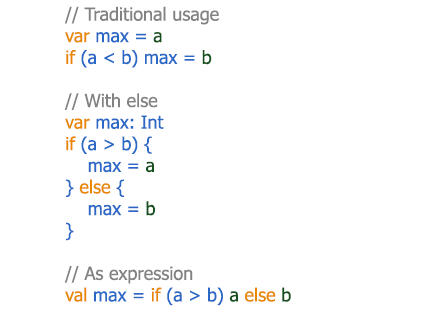 // Traditional usage
var max = a
if (a < b) max = b

// With else
var max: Int
if (a > b) {
    max = a
} else {
    max = b
}

// As expression
val max = if (a > b) a else b